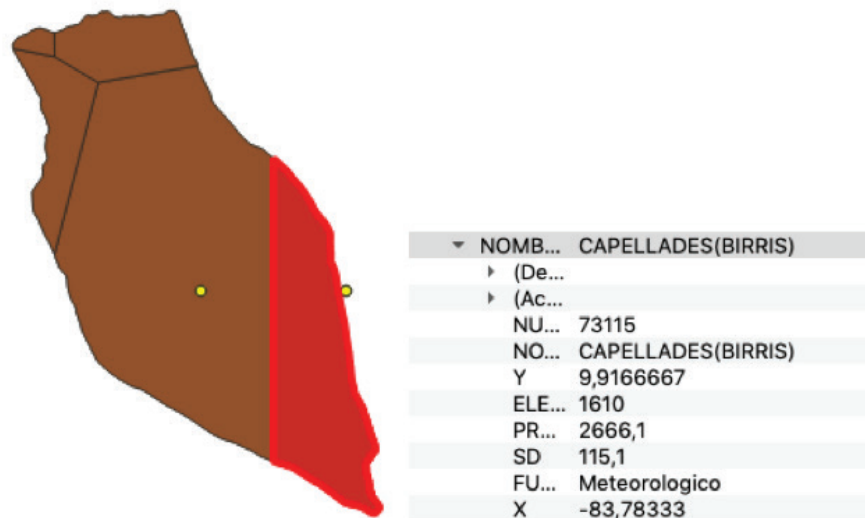 NOMB... CAPELLADES(BIRRIS)
(De...
(Ac...
NU... 73115
NO... CAPELLADES(BIRRIS)
Y 9,9166667
ELE... 1610
PR... 2666,1
SD 115,1
FU... Meteorologico
X -83,78333